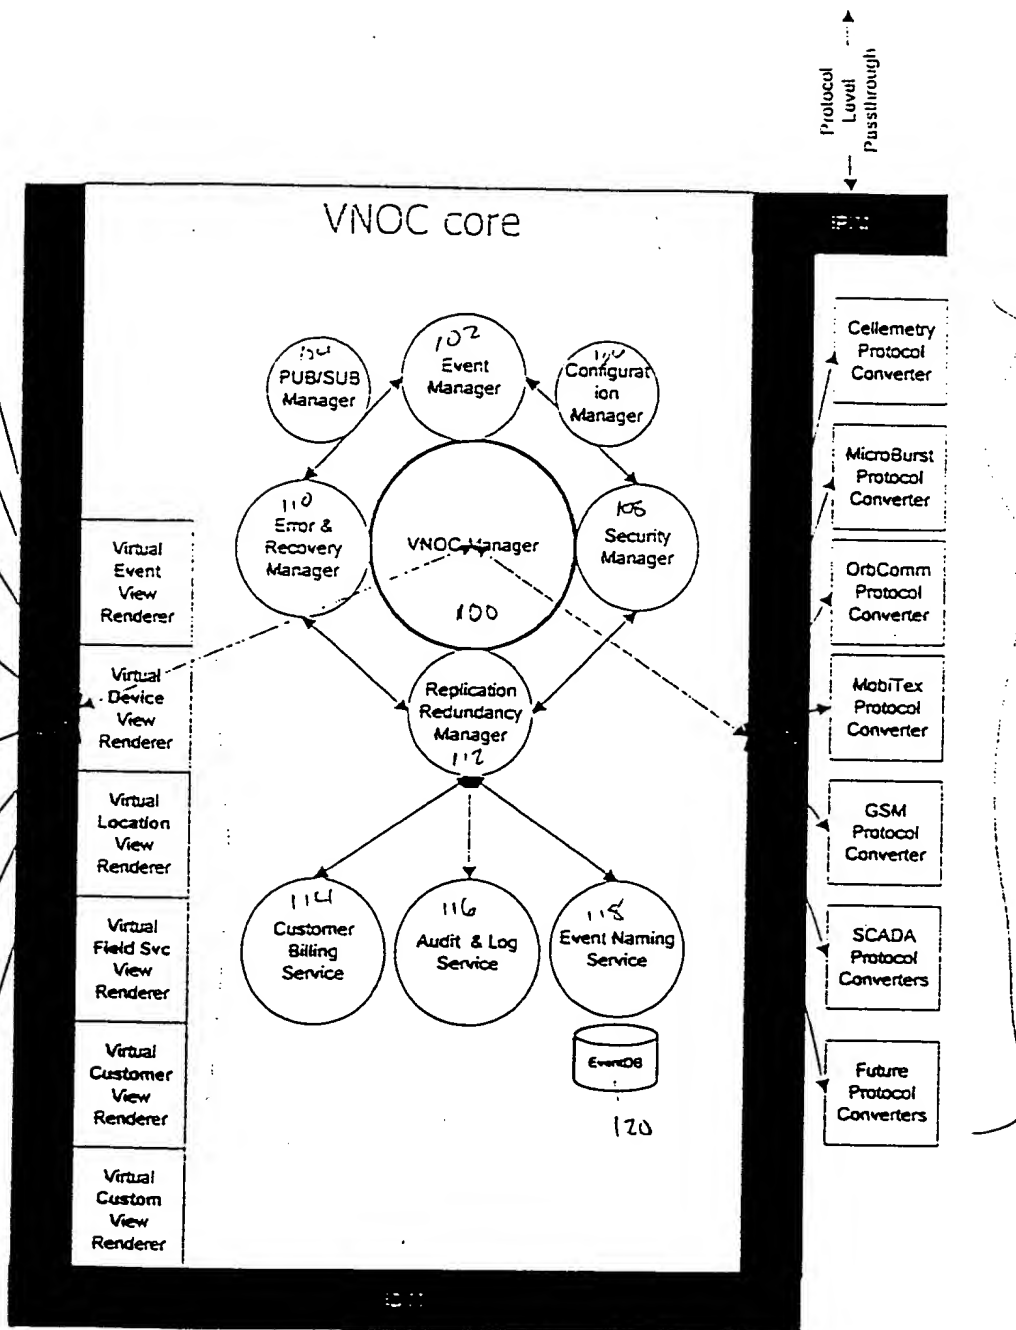 Protocol
Level
Passthrough
VNOC core
102
Event
Manager
PUB/SUB
Manager
Configurat
ion
Manager
110
Error &
Recovery
Manager
VNOC Manager
100
108
Security
Manager
Replication
Redundancy
Manager
112
114
Customer
Billing
Service
116
Audit & Log
Service
118
Event Naming
Service
EventDB
120
Virtual
Event
View
Renderer
Virtual
Device
View
Renderer
Virtual
Location
View
Renderer
Virtual
Field Svc
View
Renderer
Virtual
Customer
View
Renderer
Virtual
Custom
View
Renderer
Cellemetry
Protocol
Converter
MicroBurst
Protocol
Converter
OrbComm
Protocol
Converter
MobiTex
Protocol
Converter
GSM
Protocol
Converter
SCADA
Protocol
Converters
Future
Protocol
Converters